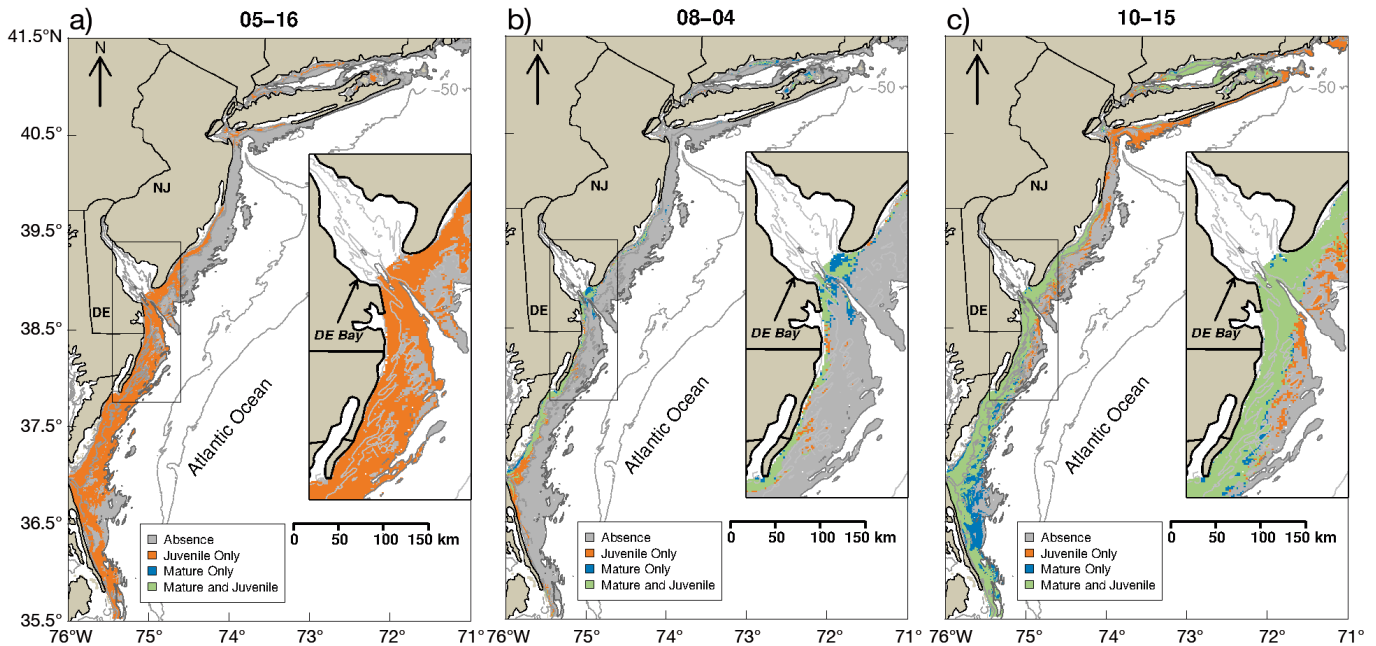 a)
05−16
41.5°N
40.5°
39.5°
38.5°
37.5°
36.5°
35.5°
N
−50
NJ
DE
DE Bay
Atlantic Ocean
0 50 100 150 km
Absence
Juvenile Only
Mature Only
Mature and Juvenile
76°W 75° 74° 73° 72° 71°
b)
08−04
N
−50
NJ
DE
DE Bay
Atlantic Ocean
0 50 100 150 km
Absence
Juvenile Only
Mature Only
Mature and Juvenile
76°W 75° 74° 73° 72° 71°
c)
10−15
N
−50
NJ
DE
DE Bay
Atlantic Ocean
0 50 100 150 km
Absence
Juvenile Only
Mature Only
Mature and Juvenile
76°W 75° 74° 73° 72° 71°